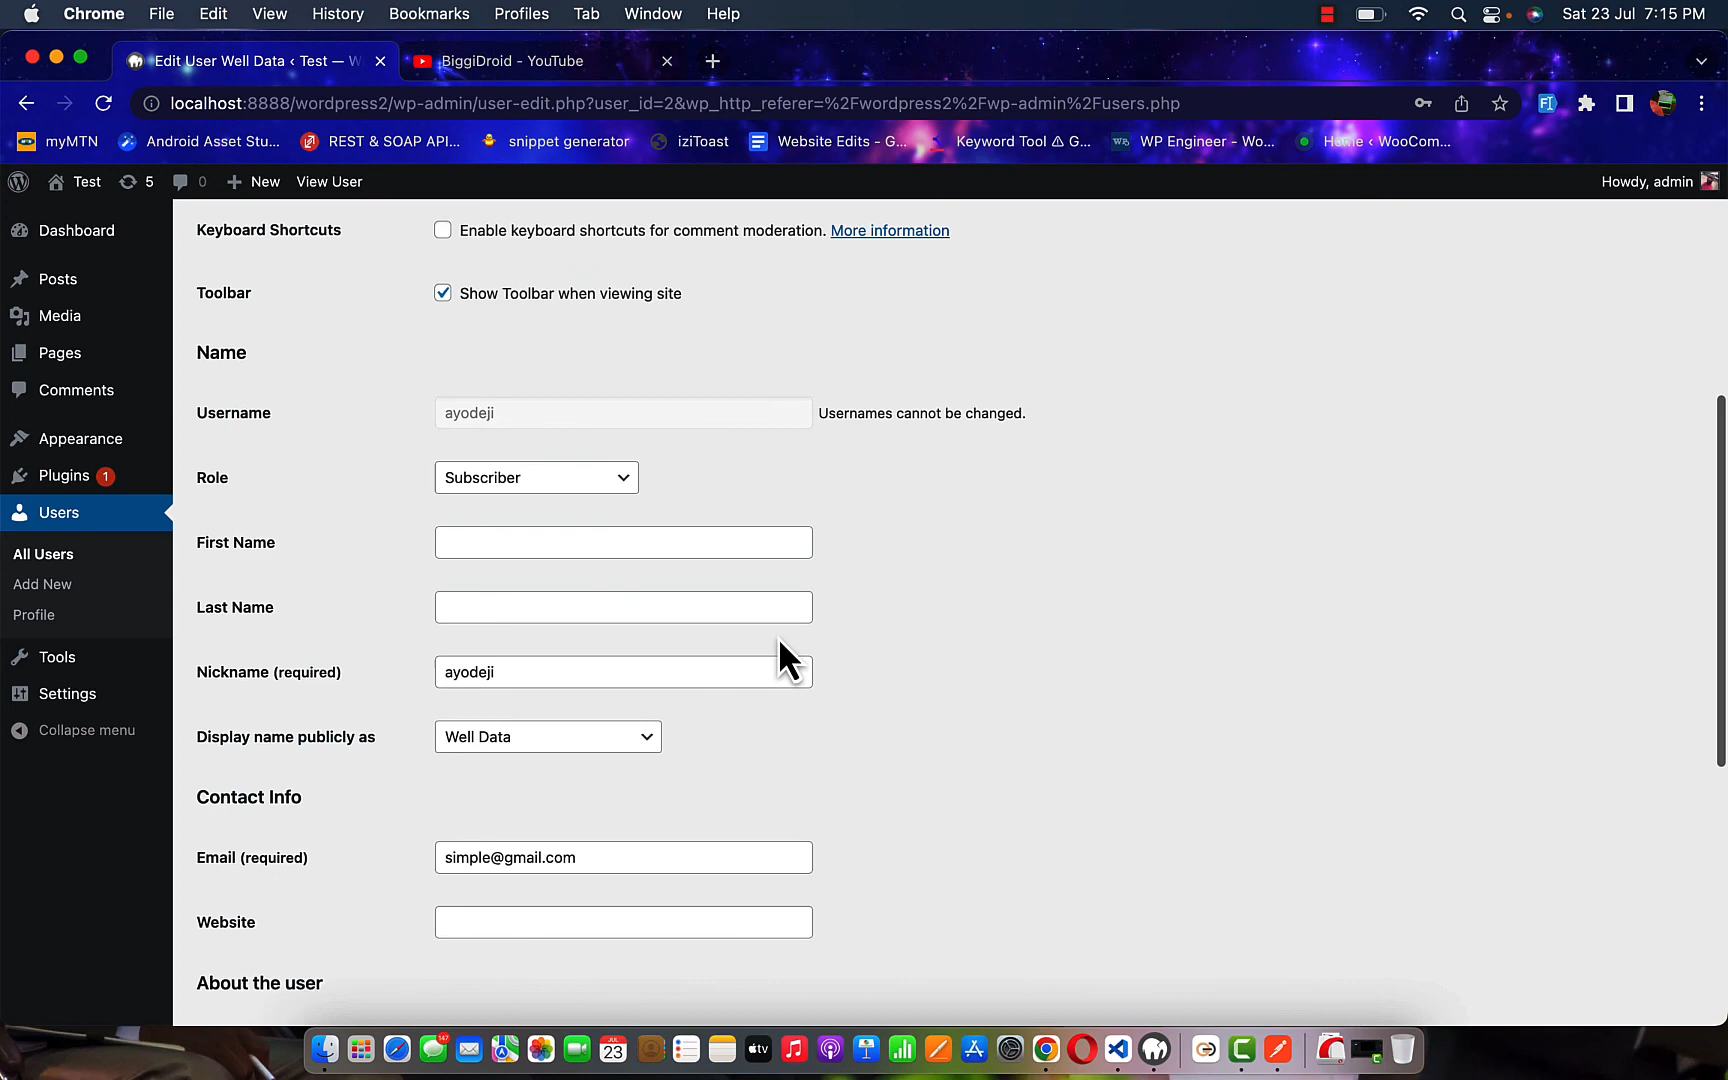 Chrome File Edit View History Bookmarks Profiles Tab Window Help Sat 23 Jul 7:15 PM
Edit User Well Data ‹ Test — W BiggiDroid - YouTube
localhost:8888/wordpress2/wp-admin/user-edit.php?user_id=2&wp_http_referer=%2Fwordpress2%2Fwp-admin%2Fusers.php
myMTN Android Asset Stu... REST & SOAP API... snippet generator iziToast Website Edits - G... Keyword Tool ⚠ G... WP Engineer - Wo... Home ‹ WooCom...
Test 5 0 New View User Howdy, admin
Dashboard
Posts
Media
Pages
Comments
Appearance
Plugins 1
Users
All Users
Add New
Profile
Tools
Settings
Collapse menu
Keyboard Shortcuts Enable keyboard shortcuts for comment moderation. More information
Toolbar Show Toolbar when viewing site
Name
Username ayodeji Usernames cannot be changed.
Role Subscriber
First Name
Last Name
Nickname (required) ayodeji
Display name publicly as Well Data
Contact Info
Email (required) simple@gmail.com
Website
About the user
147
JUL
23
tv